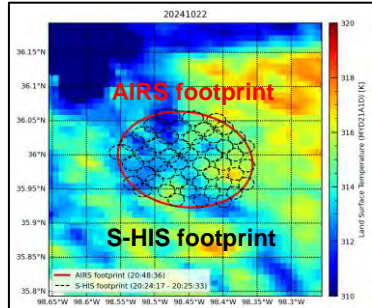 20241022
320
318
316
314
312
310
Land Surface Temperature (MYD21A1D) [K]
36.15°N
36.1°N
36.05°N
36°N
35.95°N
35.9°N
35.85°N
35.8°N
AIRS footprint
S-HIS footprint
AIRS footprint (20:48:36)
S-HIS footprint (20:24:17 - 20:25:33)
98.65°W 98.6°W 98.55°W 98.5°W 98.45°W 98.4°W 98.35°W 98.3°W